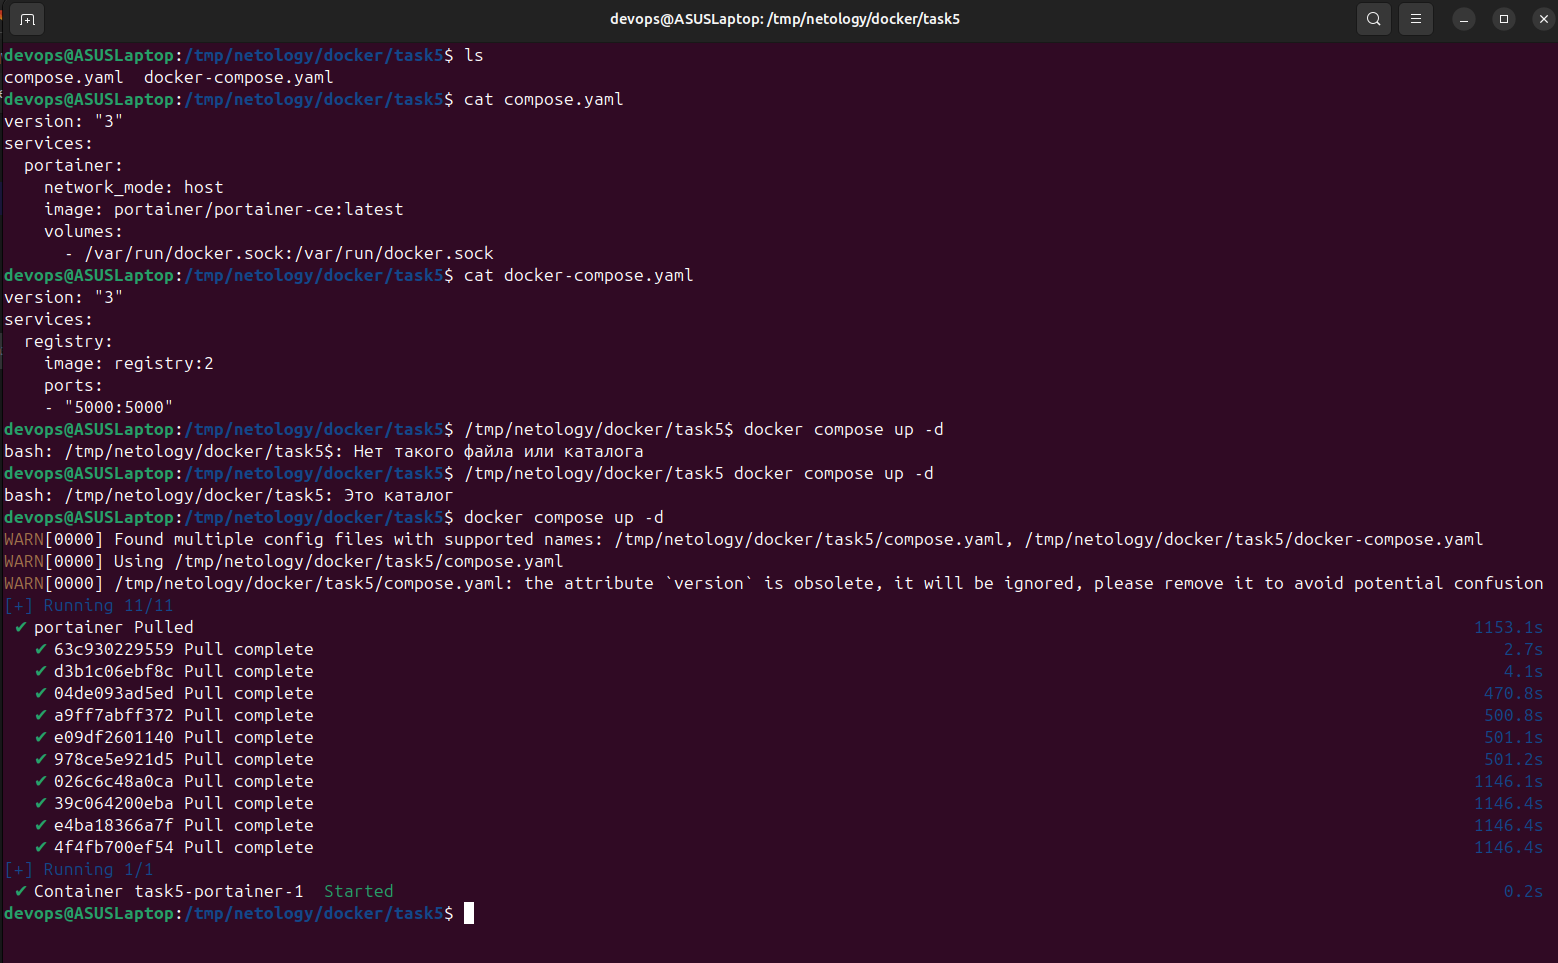 devops@ASUSLaptop: /tmp/netology/docker/task5
devops@ASUSLaptop:/tmp/netology/docker/task5$ ls
compose.yaml  docker-compose.yaml
devops@ASUSLaptop:/tmp/netology/docker/task5$ cat compose.yaml
version: "3"
services:
  portainer:
    network_mode: host
    image: portainer/portainer-ce:latest
    volumes:
      - /var/run/docker.sock:/var/run/docker.sock
devops@ASUSLaptop:/tmp/netology/docker/task5$ cat docker-compose.yaml
version: "3"
services:
  registry:
    image: registry:2
    ports:
    - "5000:5000"
devops@ASUSLaptop:/tmp/netology/docker/task5$ /tmp/netology/docker/task5$ docker compose up -d
bash: /tmp/netology/docker/task5$: Нет такого файла или каталога
devops@ASUSLaptop:/tmp/netology/docker/task5$ /tmp/netology/docker/task5 docker compose up -d
bash: /tmp/netology/docker/task5: Это каталог
devops@ASUSLaptop:/tmp/netology/docker/task5$ docker compose up -d
WARN[0000] Found multiple config files with supported names: /tmp/netology/docker/task5/compose.yaml, /tmp/netology/docker/task5/docker-compose.yaml
WARN[0000] Using /tmp/netology/docker/task5/compose.yaml
WARN[0000] /tmp/netology/docker/task5/compose.yaml: the attribute `version` is obsolete, it will be ignored, please remove it to avoid potential confusion
[+] Running 11/11
 ✔ portainer Pulled 1153.1s
   ✔ 63c930229559 Pull complete 2.7s
   ✔ d3b1c06ebf8c Pull complete 4.1s
   ✔ 04de093ad5ed Pull complete 470.8s
   ✔ a9ff7abff372 Pull complete 500.8s
   ✔ e09df2601140 Pull complete 501.1s
   ✔ 978ce5e921d5 Pull complete 501.2s
   ✔ 026c6c48a0ca Pull complete 1146.1s
   ✔ 39c064200eba Pull complete 1146.4s
   ✔ e4ba18366a7f Pull complete 1146.4s
   ✔ 4f4fb700ef54 Pull complete 1146.4s
[+] Running 1/1
 ✔ Container task5-portainer-1  Started 0.2s
devops@ASUSLaptop:/tmp/netology/docker/task5$